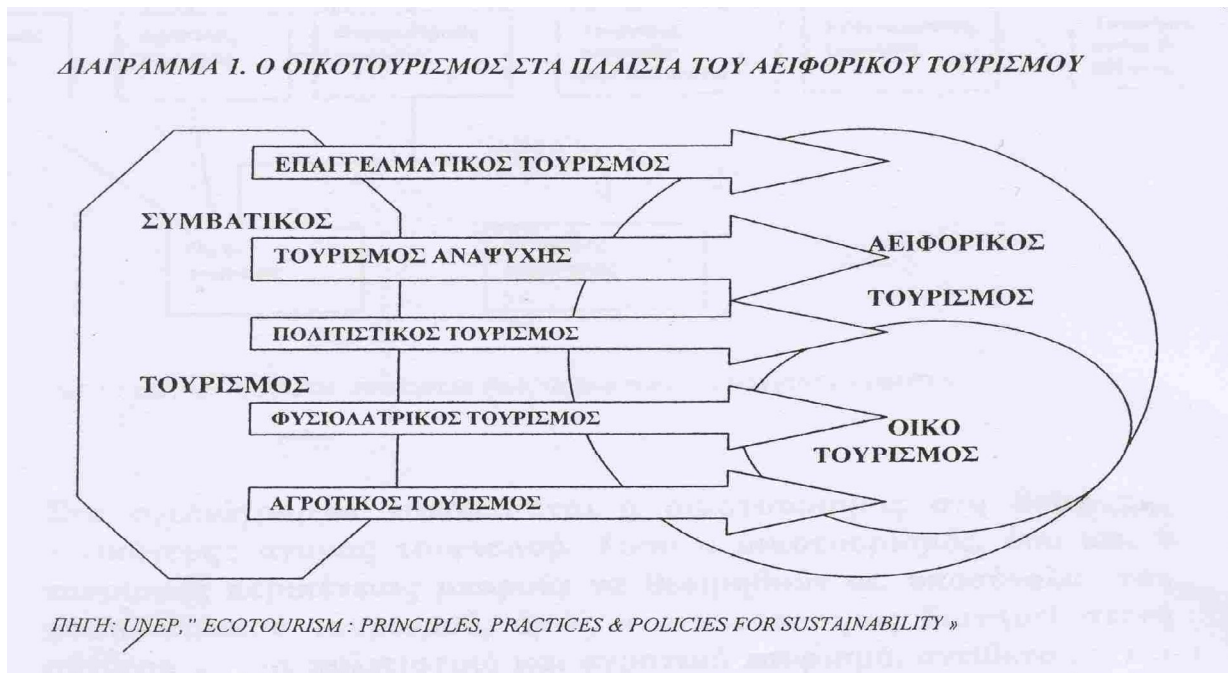 ΔΙΑΓΡΑΜΜΑ 1. Ο ΟΙΚΟΤΟΥΡΙΣΜΟΣ ΣΤΑ ΠΛΑΙΣΙΑ ΤΟΥ ΑΕΙΦΟΡΙΚΟΥ ΤΟΥΡΙΣΜΟΥ
ΕΠΑΓΓΕΛΜΑΤΙΚΟΣ ΤΟΥΡΙΣΜΟΣ
ΣΥΜΒΑΤΙΚΟΣ
ΤΟΥΡΙΣΜΟΣ ΑΝΑΨΥΧΗΣ
ΑΕΙΦΟΡΙΚΟΣ
ΤΟΥΡΙΣΜΟΣ
ΠΟΛΙΤΙΣΤΙΚΟΣ ΤΟΥΡΙΣΜΟΣ
ΤΟΥΡΙΣΜΟΣ
ΦΥΣΙΟΛΑΤΡΙΚΟΣ ΤΟΥΡΙΣΜΟΣ
ΟΙΚΟ
ΤΟΥΡΙΣΜΟΣ
ΑΓΡΟΤΙΚΟΣ ΤΟΥΡΙΣΜΟΣ
ΠΗΓΗ: UNEP, " ECOTOURISM : PRINCIPLES, PRACTICES & POLICIES FOR SUSTAINABILITY »